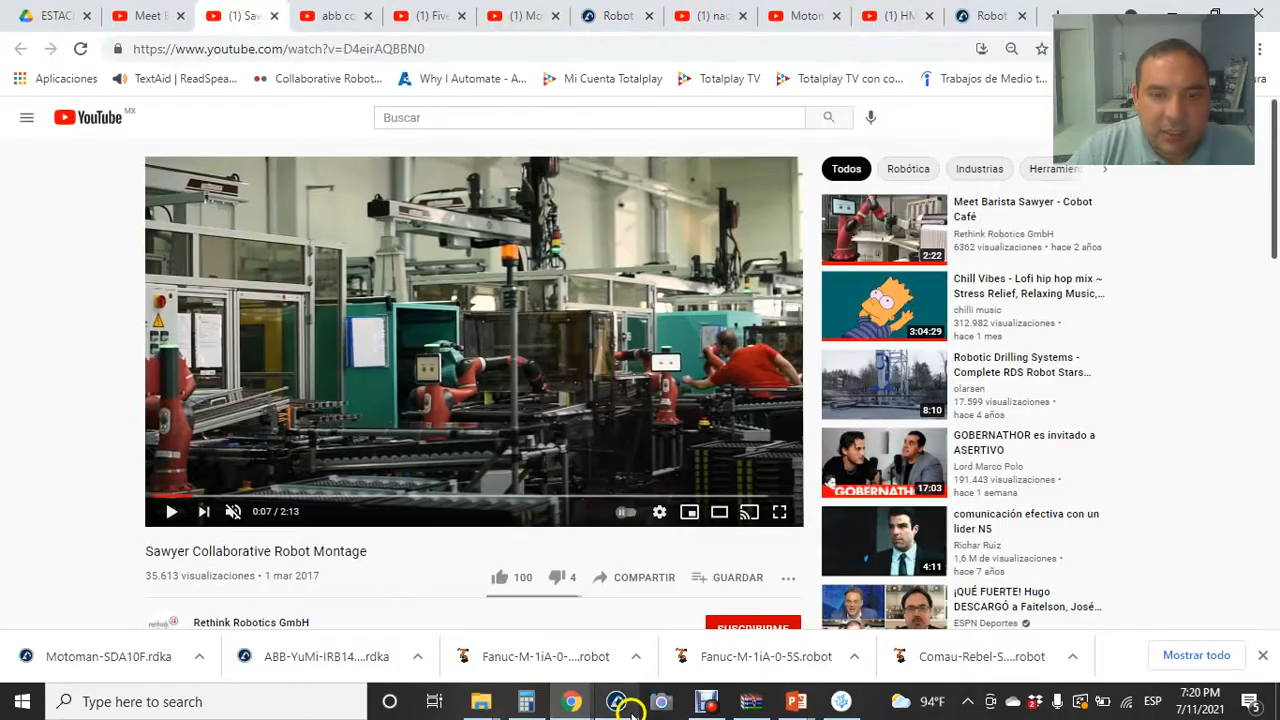 ESTACI
Meet E
(1) Saw
abb co
(1) Five
(1) Mo
Robot
(1) nac
Moton
(1) HI
Robot
https://www.youtube.com/watch?v=D4eirAQBBN0
Aplicaciones
TextAid | ReadSpea...
Collaborative Robot...
Why I Automate - A...
Mi Cuenta Totalplay
Totalplay TV
Totalplay TV con co...
Trabajos de Medio t...
YouTube MX
Buscar
Todos
Robótica
Industrias
Herramien
Meet Barista Sawyer - Cobot
Café
Rethink Robotics GmbH
6362 visualizaciones • hace 2 años
2:22
Chill Vibes - Lofi hip hop mix ~
Stress Relief, Relaxing Music,...
chilli music
312.982 visualizaciones •
hace 1 mes
3:04:29
Robotic Drilling Systems -
Complete RDS Robot Stars...
olarsen
17.599 visualizaciones •
hace 4 años
8:10
GOBERNATHOR es invitado a
ASERTIVO
Lord Marco Polo
191.443 visualizaciones •
hace 1 semana
GOBERNATH
17:03
comunicación efectiva con un
lider N5
Richar Ruiz
1,6 M de visualizaciones •
hace 7 años
4:11
¡QUÉ FUERTE! Hugo
DESCARGÓ a Faitelson, José...
ESPN Deportes
0:07 / 2:13
Sawyer Collaborative Robot Montage
35.613 visualizaciones • 1 mar 2017
100
4
COMPARTIR
GUARDAR
rethink
Rethink Robotics GmbH
SUSCRIBIRME
Motoman-SDA10F.rdka
ABB-YuMi-IRB14....rdka
Fanuc-M-1iA-0-....robot
Fanuc-M-1iA-0-5S.robot
Comau-Rebel-S....robot
Mostrar todo
Type here to search
94°F
ESP
7:20 PM
7/11/2021
5